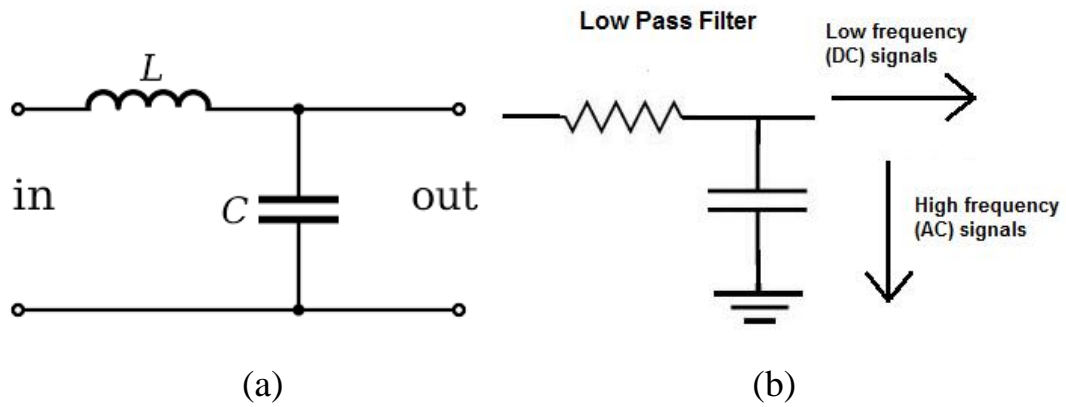 L
in
C
out
Low Pass Filter
Low frequency
(DC) signals
High frequency
(AC) signals
(a)
(b)